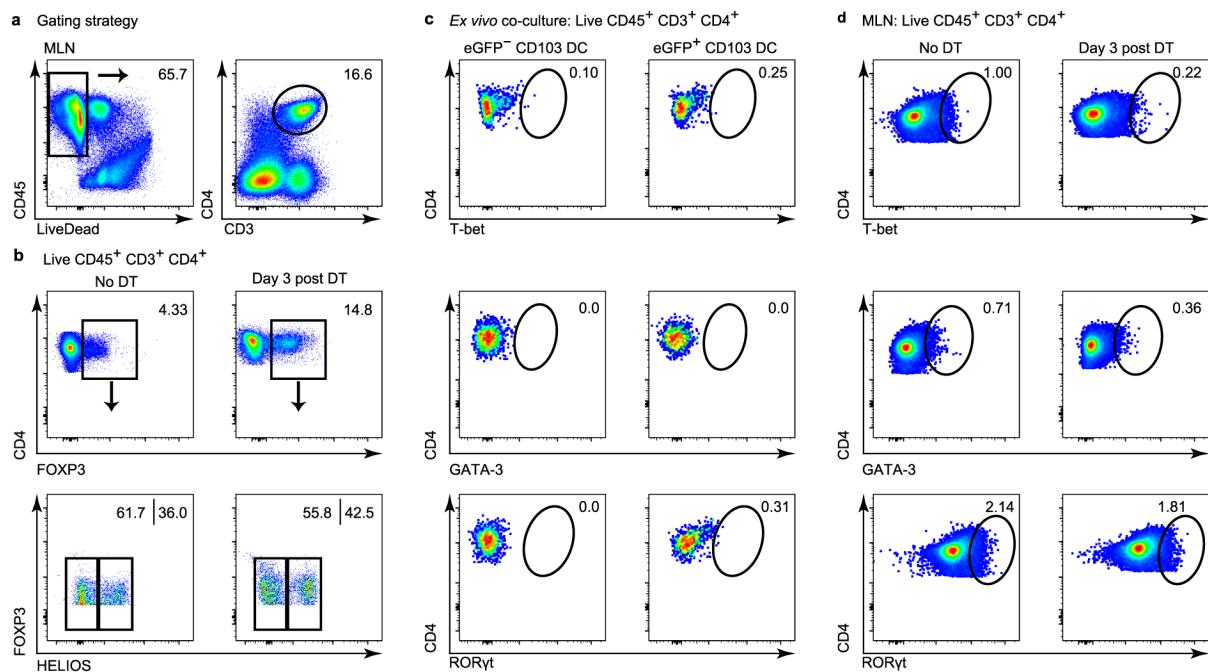 a Gating strategy
MLN
65.7
16.6
CD45
LiveDead
CD4
CD3
b Live CD45+ CD3+ CD4+
No DT
Day 3 post DT
4.33
14.8
CD4
FOXP3
61.7 36.0
55.8 42.5
FOXP3
HELIOS
c Ex vivo co-culture: Live CD45+ CD3+ CD4+
eGFP− CD103 DC
eGFP+ CD103 DC
0.10
0.25
CD4
T-bet
0.0
0.0
CD4
GATA-3
0.0
0.31
CD4
RORγt
d MLN: Live CD45+ CD3+ CD4+
No DT
Day 3 post DT
1.00
0.22
CD4
T-bet
0.71
0.36
CD4
GATA-3
2.14
1.81
CD4
RORγt